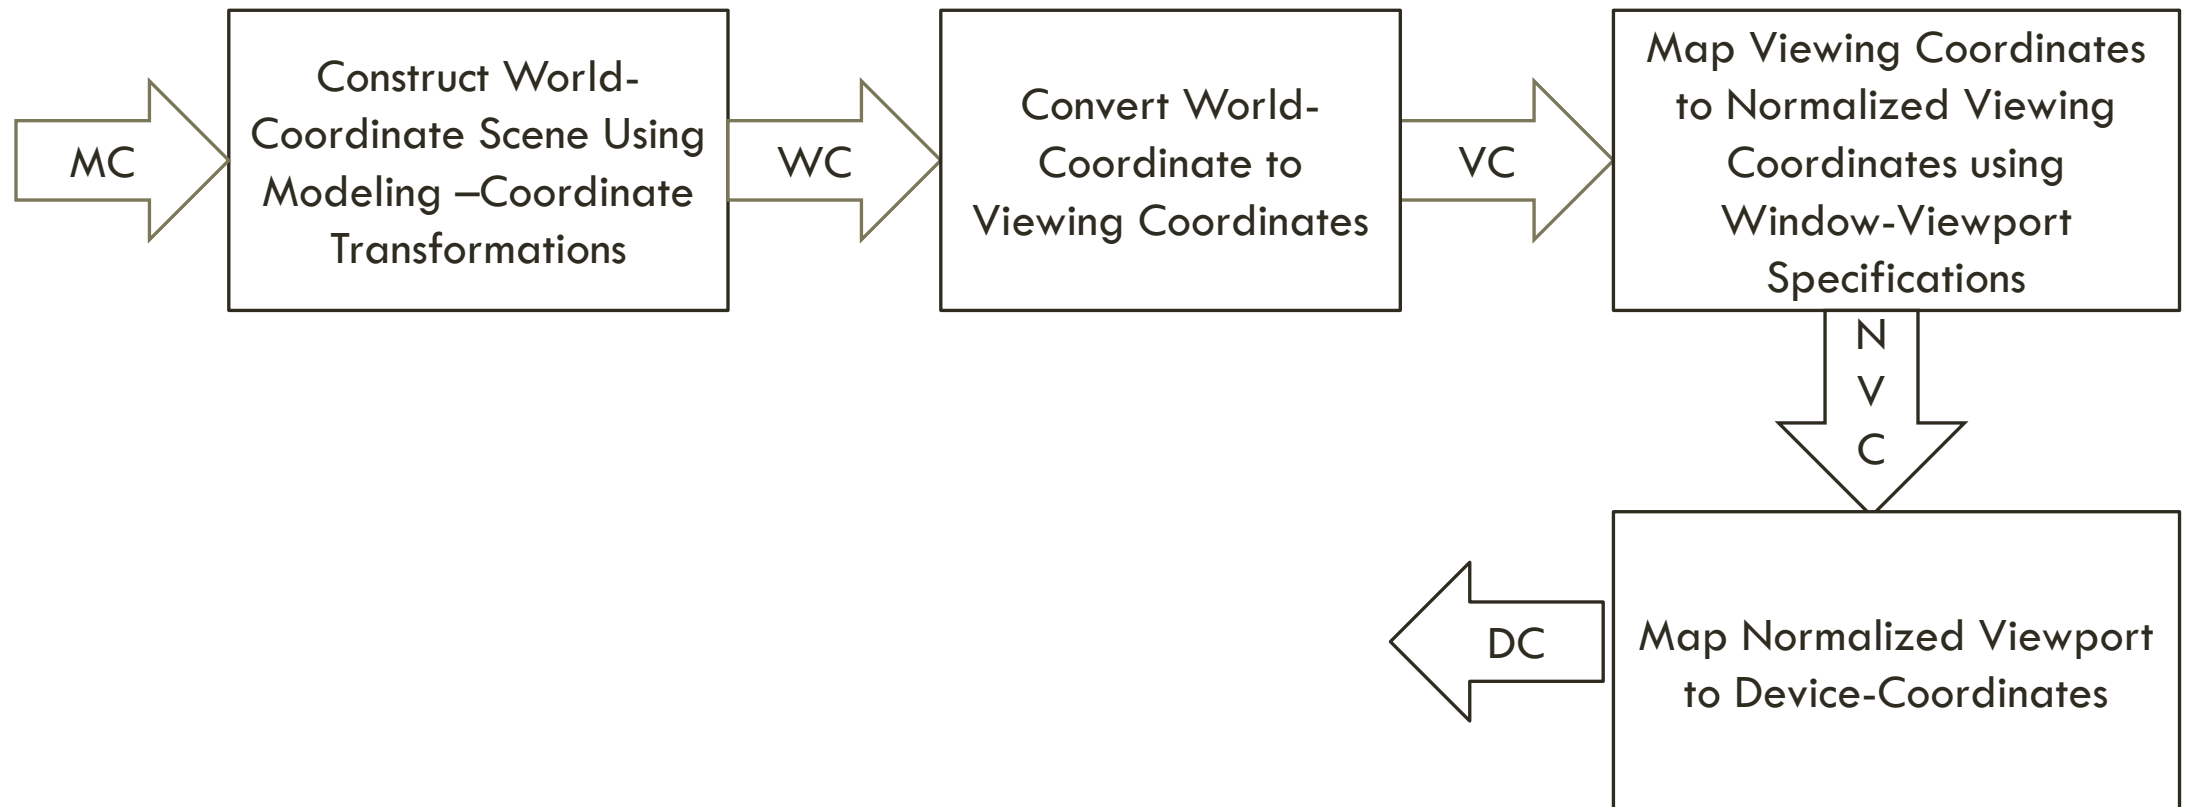 MC
Construct World-
Coordinate Scene Using
Modeling –Coordinate
Transformations
WC
Convert World-
Coordinate to
Viewing Coordinates
VC
Map Viewing Coordinates
to Normalized Viewing
Coordinates using
Window-Viewport
Specifications
N
V
C
Map Normalized Viewport
to Device-Coordinates
DC